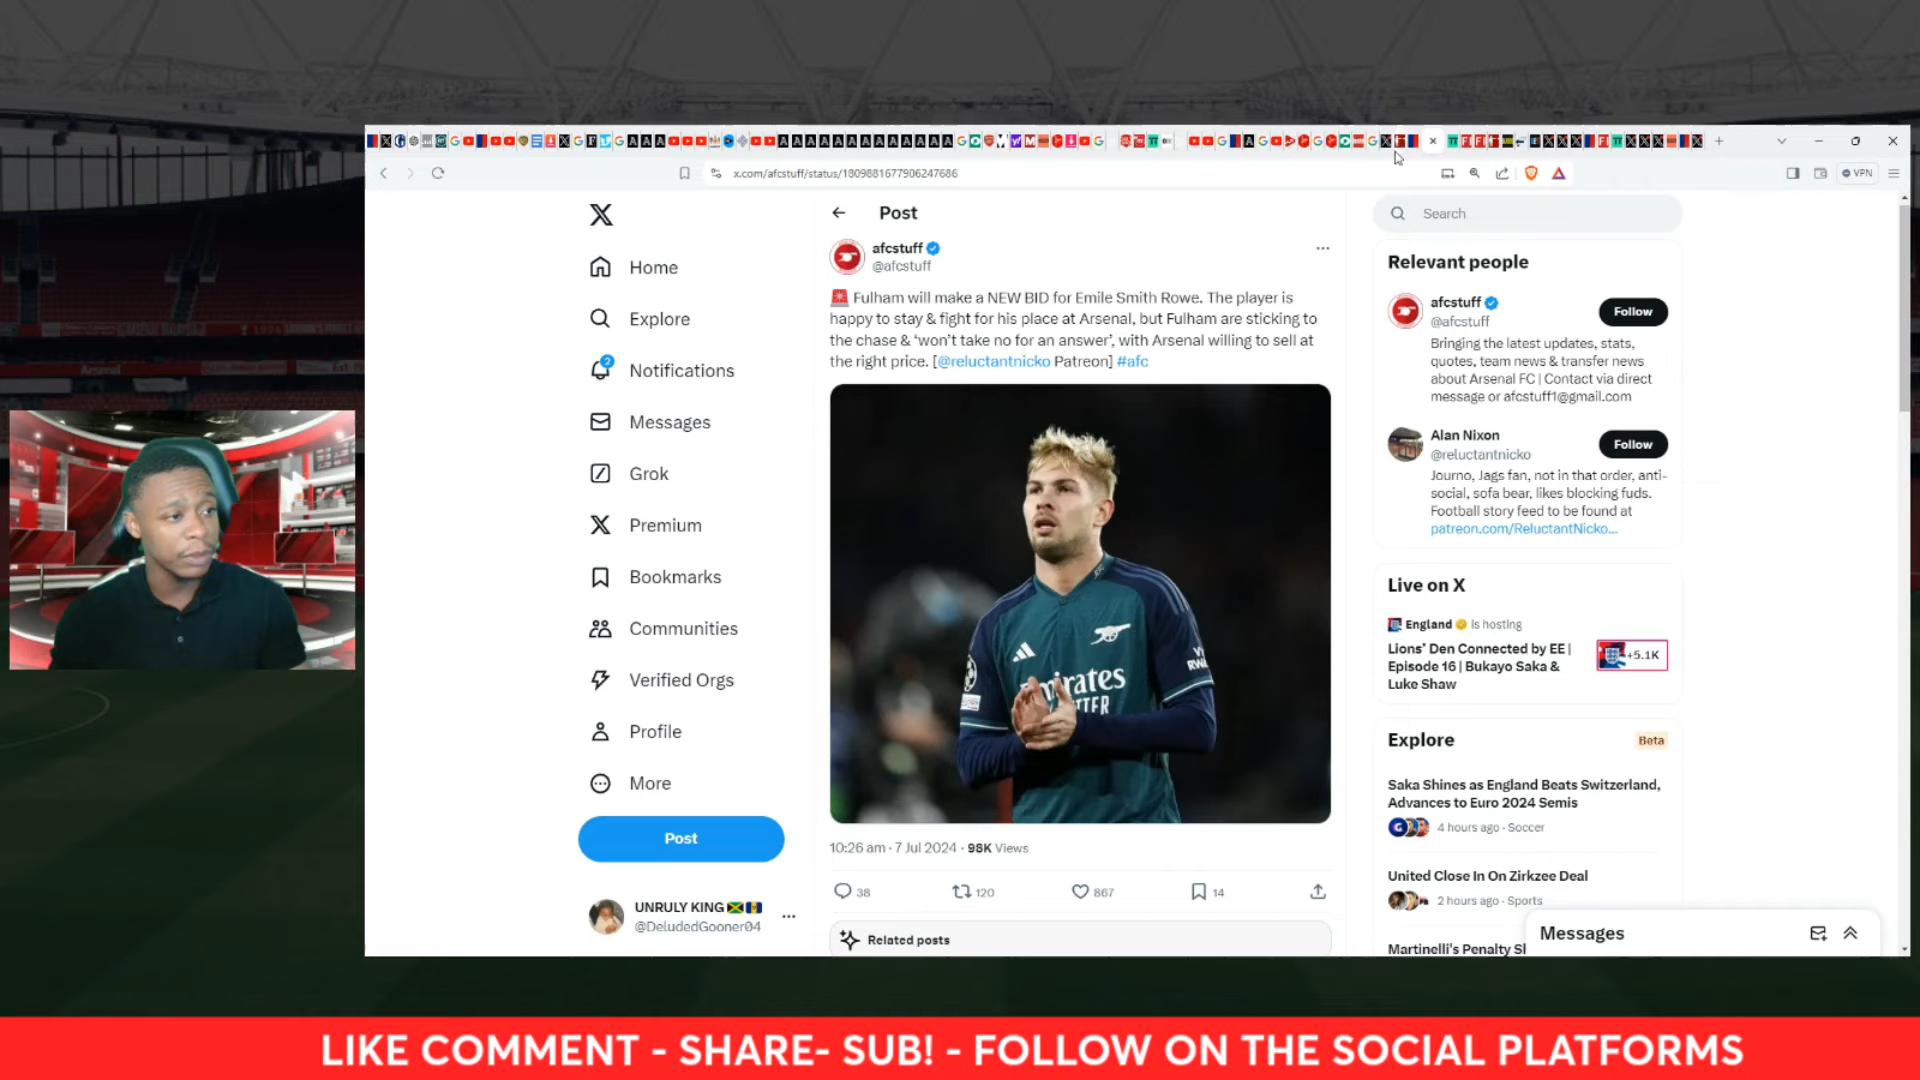 x.com/afcstuff/status/1809881677906247686
VPN
Home
Explore
2
Notifications
Messages
Grok
Premium
Bookmarks
Communities
Verified Orgs
Profile
More
Post
UNRULY KING
@DeludedGooner04
Post
afcstuff
@afcstuff
Fulham will make a NEW BID for Emile Smith Rowe. The player is
happy to stay & fight for his place at Arsenal, but Fulham are sticking to
the chase & ‘won’t take no for an answer’, with Arsenal willing to sell at
the right price. [@reluctantnicko Patreon] #afc
Emirates
10:26 am · 7 Jul 2024 · 98K Views
38 120 867 14
Related posts
Search
Relevant people
afcstuff
@afcstuff
Follow
Bringing the latest updates, stats,
quotes, team news & transfer news
about Arsenal FC | Contact via direct
message or afcstuff1@gmail.com
Alan Nixon
@reluctantnicko
Follow
Journo, Jags fan, not in that order, anti-
social, sofa bear, likes blocking fuds.
Football story feed to be found at
patreon.com/ReluctantNicko...
Live on X
England is hosting
Lions’ Den Connected by EE |
Episode 16 | Bukayo Saka &
Luke Shaw
+5.1K
Explore
Beta
Saka Shines as England Beats Switzerland,
Advances to Euro 2024 Semis
4 hours ago · Soccer
United Close In On Zirkzee Deal
2 hours ago · Sports
Martinelli's Penalty
Messages
Arsenal
LIKE COMMENT - SHARE- SUB! - FOLLOW ON THE SOCIAL PLATFORMS